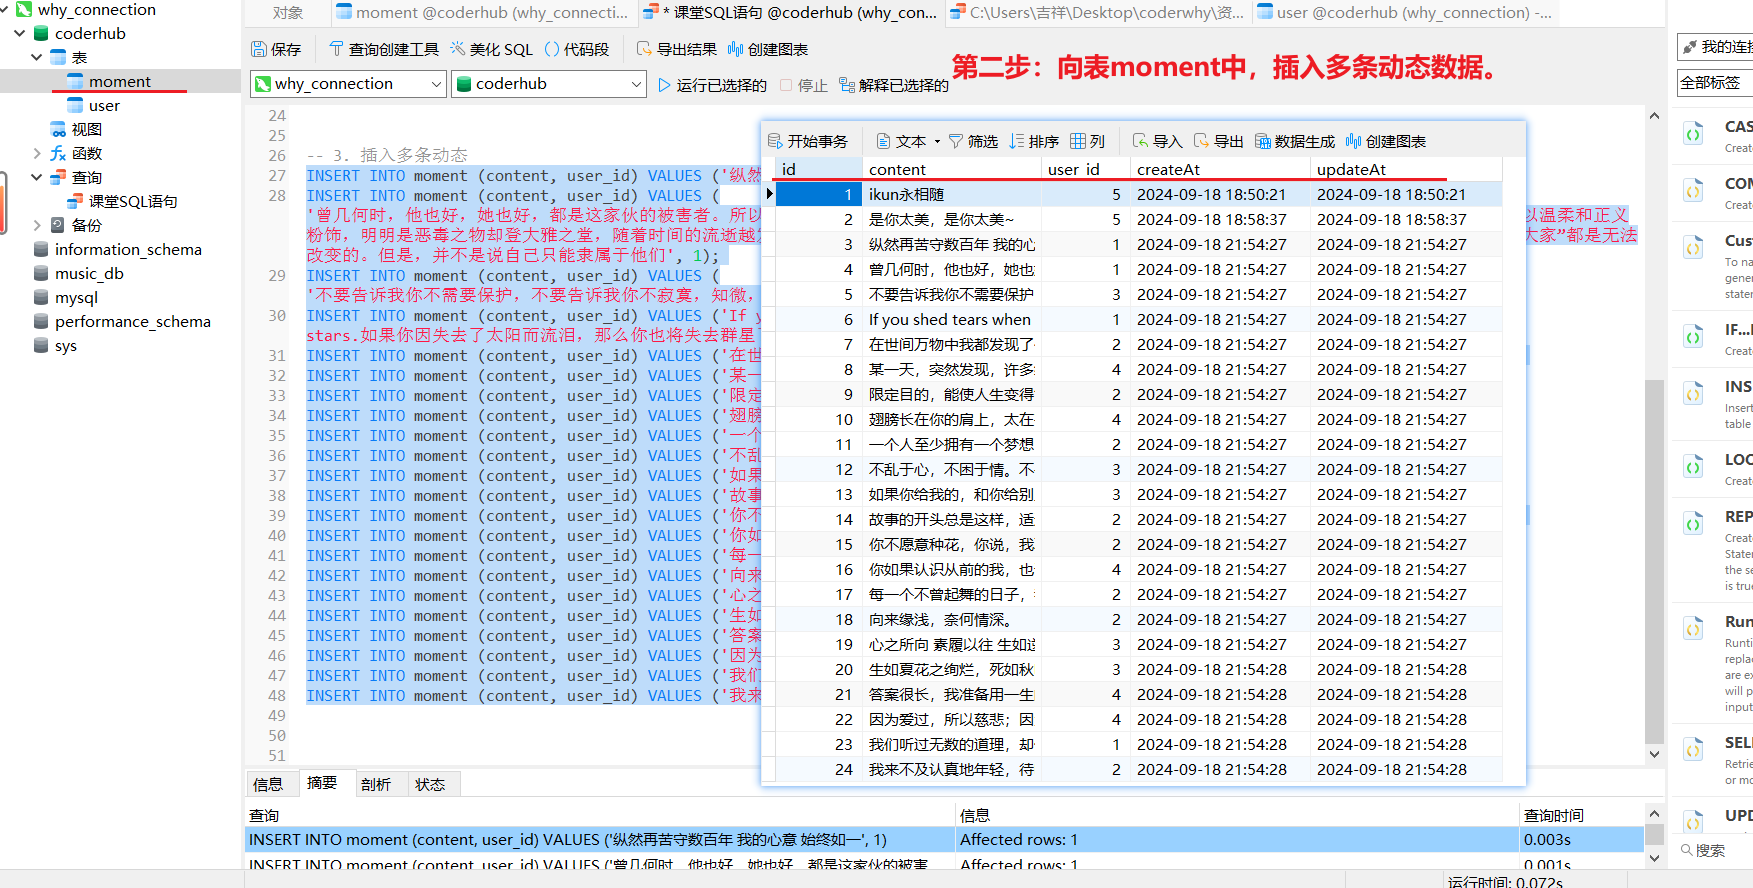 why_connection
coderhub
表
moment
user
视图
函数
查询
课堂SQL语句
备份
information_schema
music_db
mysql
performance_schema
sys
对象
moment @coderhub (why_connecti...
* 课堂SQL语句 @coderhub (why_con...
C:\Users\吉祥\Desktop\coderwhy\资...
user @coderhub (why_connection) -...
保存
查询创建工具
美化 SQL
() 代码段
导出结果
创建图表
why_connection
coderhub
运行已选择的
停止
解释已选择的
第二步：向表moment中，插入多条动态数据。
24
25
26 -- 3. 插入多条动态
27 INSERT INTO moment (content, user_id) VALUES ('纵然
28 INSERT INTO moment (content, user_id) VALUES (
'曾几何时，他也好，她也好，都是这家伙的被害者。所以
以温柔和正义
粉饰，明明是恶毒之物却登大雅之堂，随着时间的流逝越
大家”都是无法
改变的。但是，并不是说自己只能隶属于他们', 1);
29 INSERT INTO moment (content, user_id) VALUES (
'不要告诉我你不需要保护，不要告诉我你不寂寞，知微，
30 INSERT INTO moment (content, user_id) VALUES ('If
stars.如果你因失去了太阳而流泪，那么你也将失去群星
31 INSERT INTO moment (content, user_id) VALUES ('在世
32 INSERT INTO moment (content, user_id) VALUES ('某一
33 INSERT INTO moment (content, user_id) VALUES ('限定
34 INSERT INTO moment (content, user_id) VALUES ('翅膀
35 INSERT INTO moment (content, user_id) VALUES ('一个
36 INSERT INTO moment (content, user_id) VALUES ('不乱
37 INSERT INTO moment (content, user_id) VALUES ('如果
38 INSERT INTO moment (content, user_id) VALUES ('故事
39 INSERT INTO moment (content, user_id) VALUES ('你不
40 INSERT INTO moment (content, user_id) VALUES ('你如
41 INSERT INTO moment (content, user_id) VALUES ('每一
42 INSERT INTO moment (content, user_id) VALUES ('向来
43 INSERT INTO moment (content, user_id) VALUES ('心之
44 INSERT INTO moment (content, user_id) VALUES ('生如
45 INSERT INTO moment (content, user_id) VALUES ('答案
46 INSERT INTO moment (content, user_id) VALUES ('因为
47 INSERT INTO moment (content, user_id) VALUES ('我们
48 INSERT INTO moment (content, user_id) VALUES ('我来
49
50
51
开始事务
文本
筛选
排序
列
导入
导出
数据生成
创建图表
id content user_id createAt updateAt
1 ikun永相随 5 2024-09-18 18:50:21 2024-09-18 18:50:21
2 是你太美，是你太美~ 5 2024-09-18 18:58:37 2024-09-18 18:58:37
3 纵然再苦守数百年 我的心 1 2024-09-18 21:54:27 2024-09-18 21:54:27
4 曾几何时，他也好，她也 1 2024-09-18 21:54:27 2024-09-18 21:54:27
5 不要告诉我你不需要保护 3 2024-09-18 21:54:27 2024-09-18 21:54:27
6 If you shed tears when 1 2024-09-18 21:54:27 2024-09-18 21:54:27
7 在世间万物中我都发现了 2 2024-09-18 21:54:27 2024-09-18 21:54:27
8 某一天，突然发现，许多 4 2024-09-18 21:54:27 2024-09-18 21:54:27
9 限定目的，能使人生变得 2 2024-09-18 21:54:27 2024-09-18 21:54:27
10 翅膀长在你的肩上，太在 4 2024-09-18 21:54:27 2024-09-18 21:54:27
11 一个人至少拥有一个梦想 2 2024-09-18 21:54:27 2024-09-18 21:54:27
12 不乱于心，不困于情。不 3 2024-09-18 21:54:27 2024-09-18 21:54:27
13 如果你给我的，和你给别 3 2024-09-18 21:54:27 2024-09-18 21:54:27
14 故事的开头总是这样，适 2 2024-09-18 21:54:27 2024-09-18 21:54:27
15 你不愿意种花，你说，我 2 2024-09-18 21:54:27 2024-09-18 21:54:27
16 你如果认识从前的我，也 4 2024-09-18 21:54:27 2024-09-18 21:54:27
17 每一个不曾起舞的日子， 2 2024-09-18 21:54:27 2024-09-18 21:54:27
18 向来缘浅，奈何情深。 2 2024-09-18 21:54:27 2024-09-18 21:54:27
19 心之所向 素履以往 生如 3 2024-09-18 21:54:27 2024-09-18 21:54:27
20 生如夏花之绚烂，死如秋 3 2024-09-18 21:54:28 2024-09-18 21:54:28
21 答案很长，我准备用一生 4 2024-09-18 21:54:28 2024-09-18 21:54:28
22 因为爱过，所以慈悲；因 4 2024-09-18 21:54:28 2024-09-18 21:54:28
23 我们听过无数的道理，却 1 2024-09-18 21:54:28 2024-09-18 21:54:28
24 我来不及认真地年轻，待 2 2024-09-18 21:54:28 2024-09-18 21:54:28
信息
摘要
剖析
状态
查询 信息 查询时间
INSERT INTO moment (content, user_id) VALUES ('纵然再苦守数百年 我的心意 始终如一', 1) Affected rows: 1 0.003s
INSERT INTO moment (content, user_id) VALUES ('曾几何时，他也好，她也好，都是这家伙的被害 Affected rows: 1 0.001s
运行时间: 0.072s
我的连接
全部标签
CAS
Create
COM
Create
Cus
To na
gener
stater
IF...
Create
INS
Insert
table
LOO
Create
REP
Create
Stater
the se
is true
Run
Runti
replac
are ex
will p
input
SEL
Retrie
or mo
UPD
搜索